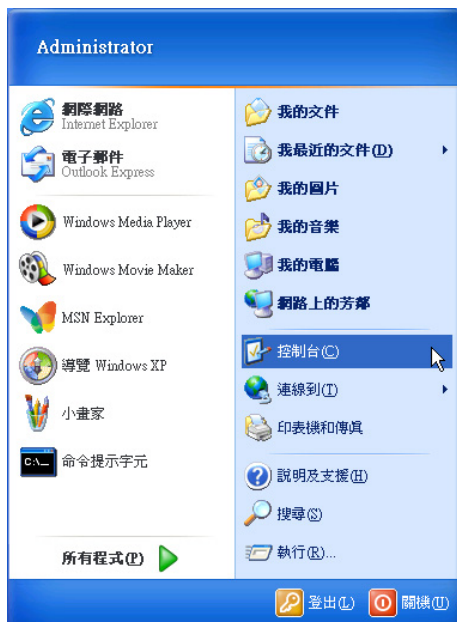 Administrator
網際網路
Internet Explorer
電子郵件
Outlook Express
Windows Media Player
Windows Movie Maker
MSN Explorer
導覽 Windows XP
小畫家
C:\_
命令提示字元
所有程式(P)
我的文件
我最近的文件(D)
我的圖片
我的音樂
我的電腦
網路上的芳鄰
控制台(C)
連線到(T)
印表機和傳真
說明及支援(H)
搜尋(S)
執行(R)...
登出(L)
關機(U)